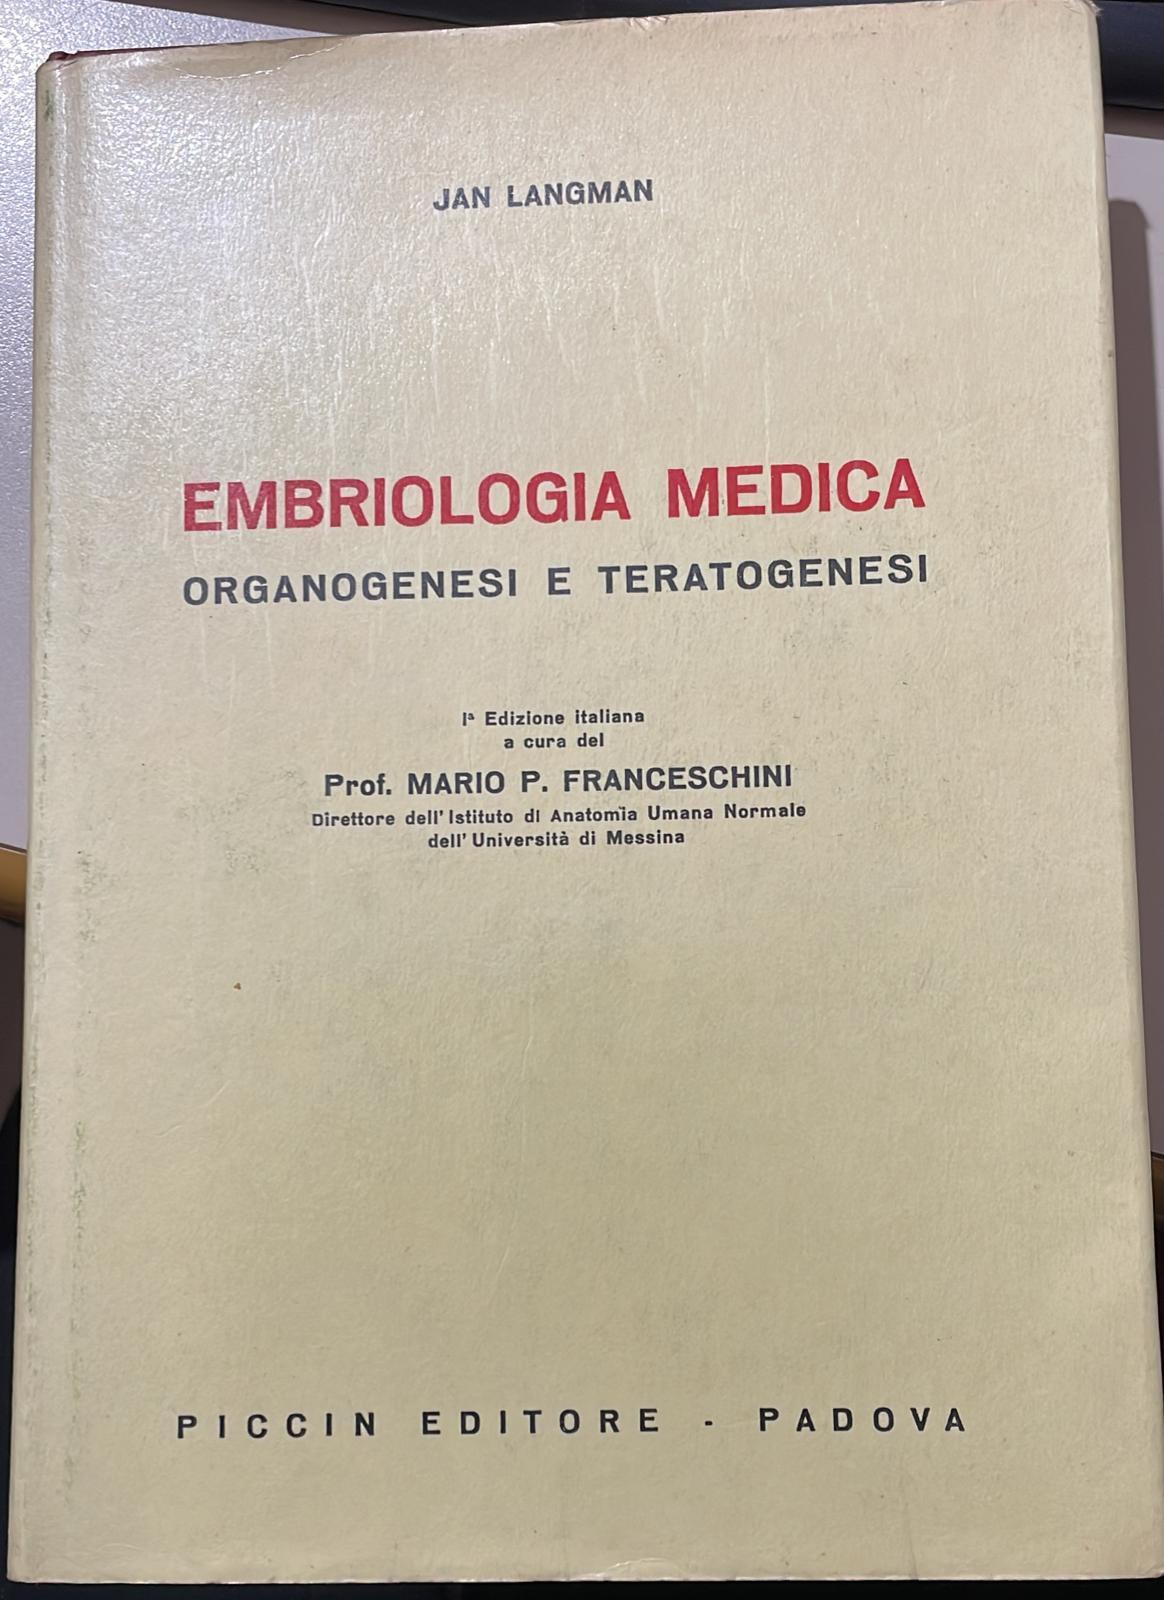 JAN LANGMAN
EMBRIOLOGIA MEDICA
ORGANOGENESI E TERATOGENESI
Iª Edizione italiana
a cura del
Prof. MARIO P. FRANCESCHINI
Direttore dell'Istituto di Anatomia Umana Normale
dell'Università di Messina
PICCIN EDITORE - PADOVA